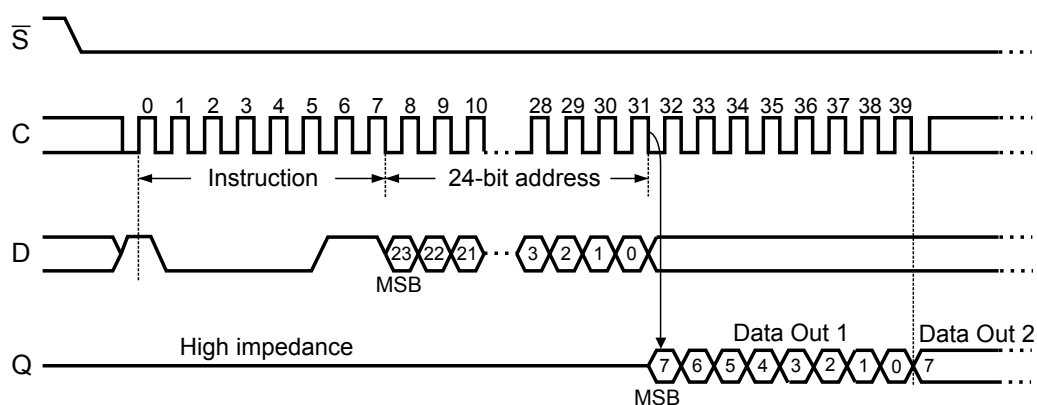 S
0 1 2 3 4 5 6 7 8 9 10 28 29 30 31 32 33 34 35 36 37 38 39
C
Instruction 24-bit address
D 23 22 21 3 2 1 0
MSB
Data Out 1 Data Out 2
High impedance
Q 7 6 5 4 3 2 1 0 7
MSB